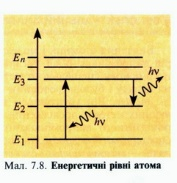 Eₙ
E₃
hν
E₂
hν
E₁
Мал. 7.8. Енергетичні рівні атома